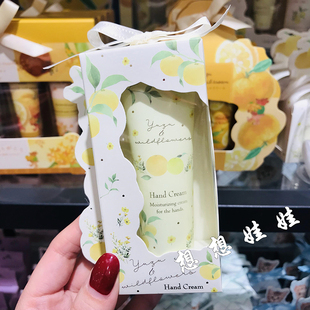 Yuzu
&
wildflowers
Hand Cream
Moisturising cream
for the hands
想想娃娃
Yuzu
&
wildflowers
Hand Cream